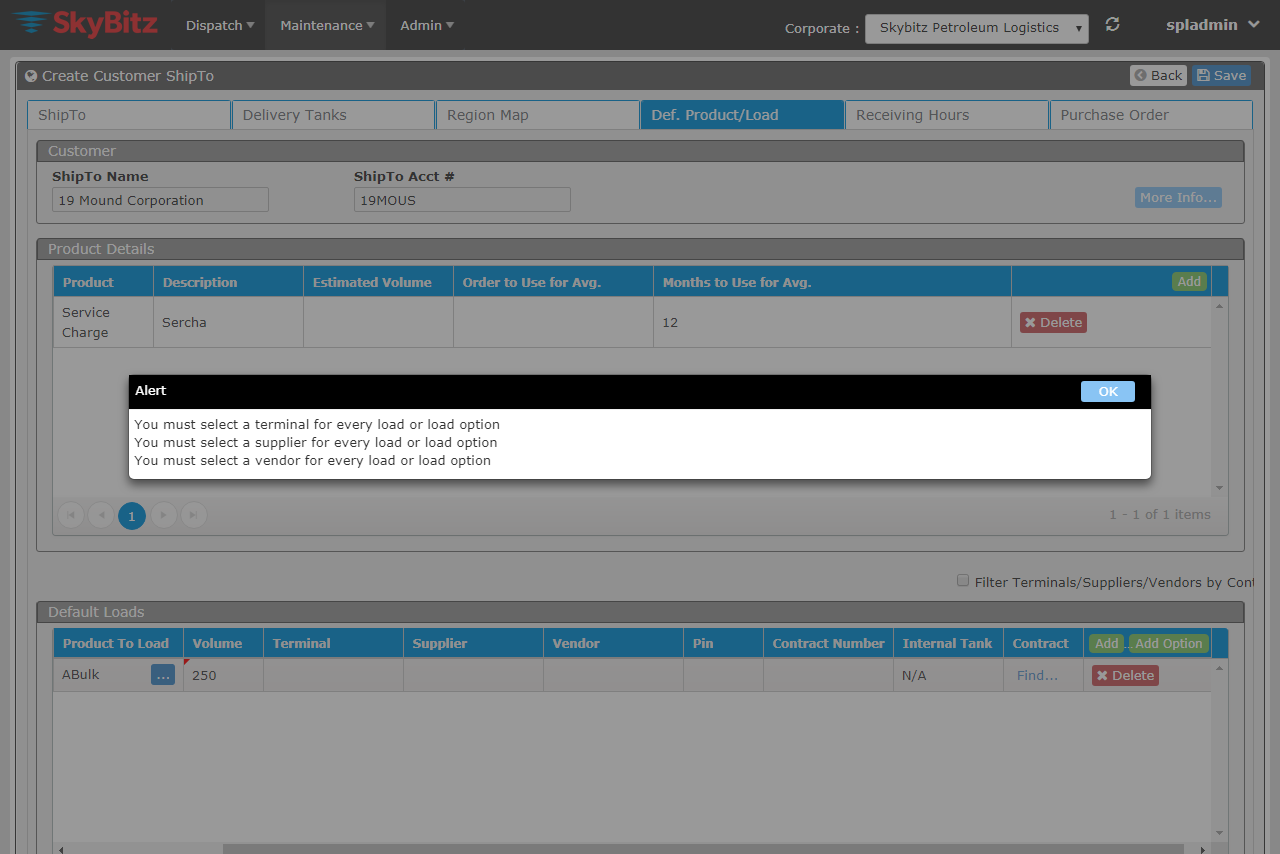 SkyBitz Dispatch Maintenance Admin Corporate : Skybitz Petroleum Logistics spladmin
Create Customer ShipTo Back Save
ShipTo Delivery Tanks Region Map Def. Product/Load Receiving Hours Purchase Order
Customer
ShipTo Name ShipTo Acct #
19 Mound Corporation 19MOUS More Info...
Product Details
Product Description Estimated Volume Order to Use for Avg. Months to Use for Avg. Add
Service
Charge Sercha 12 Delete
Alert OK
You must select a terminal for every load or load option
You must select a supplier for every load or load option
You must select a vendor for every load or load option
1 1 - 1 of 1 items
Filter Terminals/Suppliers/Vendors by Cont
Default Loads
Product To Load Volume Terminal Supplier Vendor Pin Contract Number Internal Tank Contract Add ... Add Option
ABulk ... 250 N/A Find... Delete